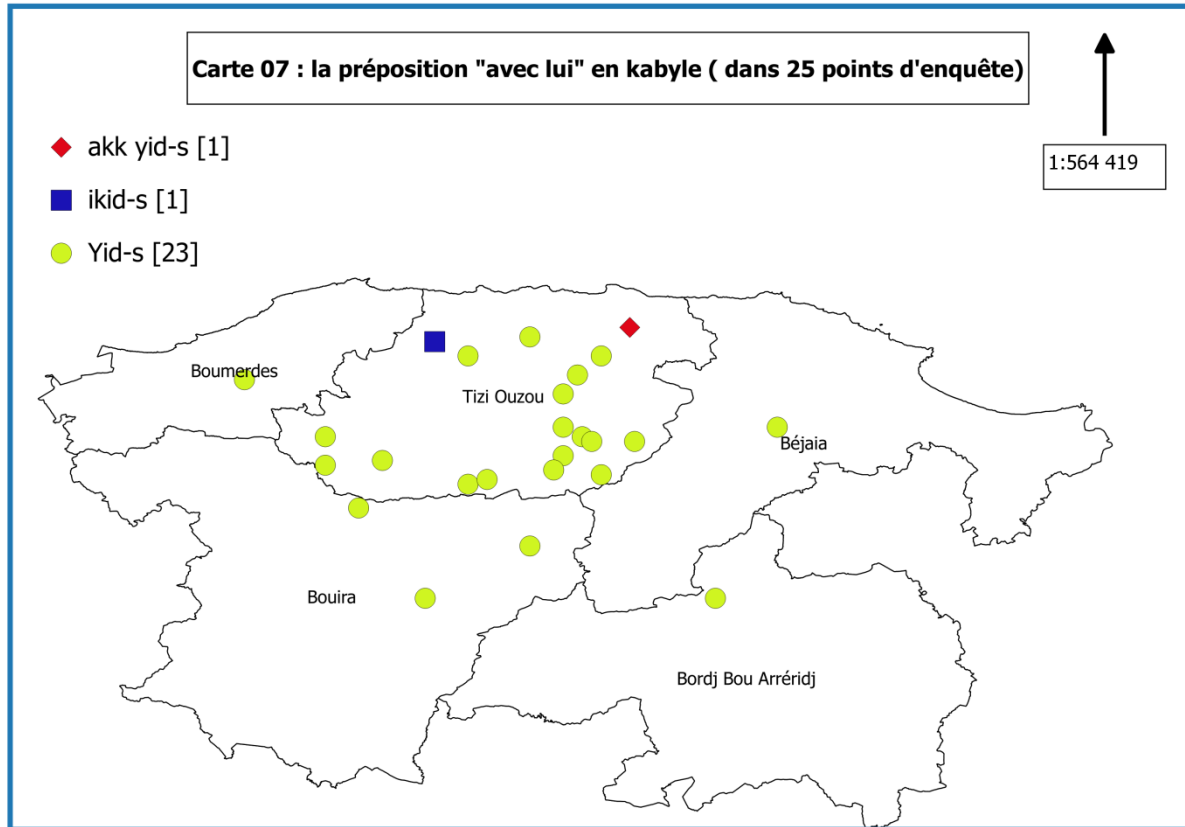 Carte 07 : la préposition "avec lui" en kabyle ( dans 25 points d'enquête)
1:564 419
akk yid-s [1]
ikid-s [1]
Yid-s [23]
Boumerdes
Tizi Ouzou
Béjaia
Bouira
Bordj Bou Arréridj